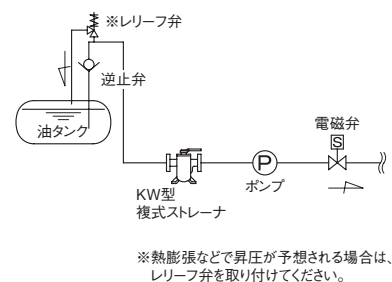 ※レリーフ弁
逆止弁
油タンク
電磁弁
S
P
ポンプ
KW型
複式ストレーナ
※熱膨張などで昇圧が予想される場合は、
レリーフ弁を取り付けてください。